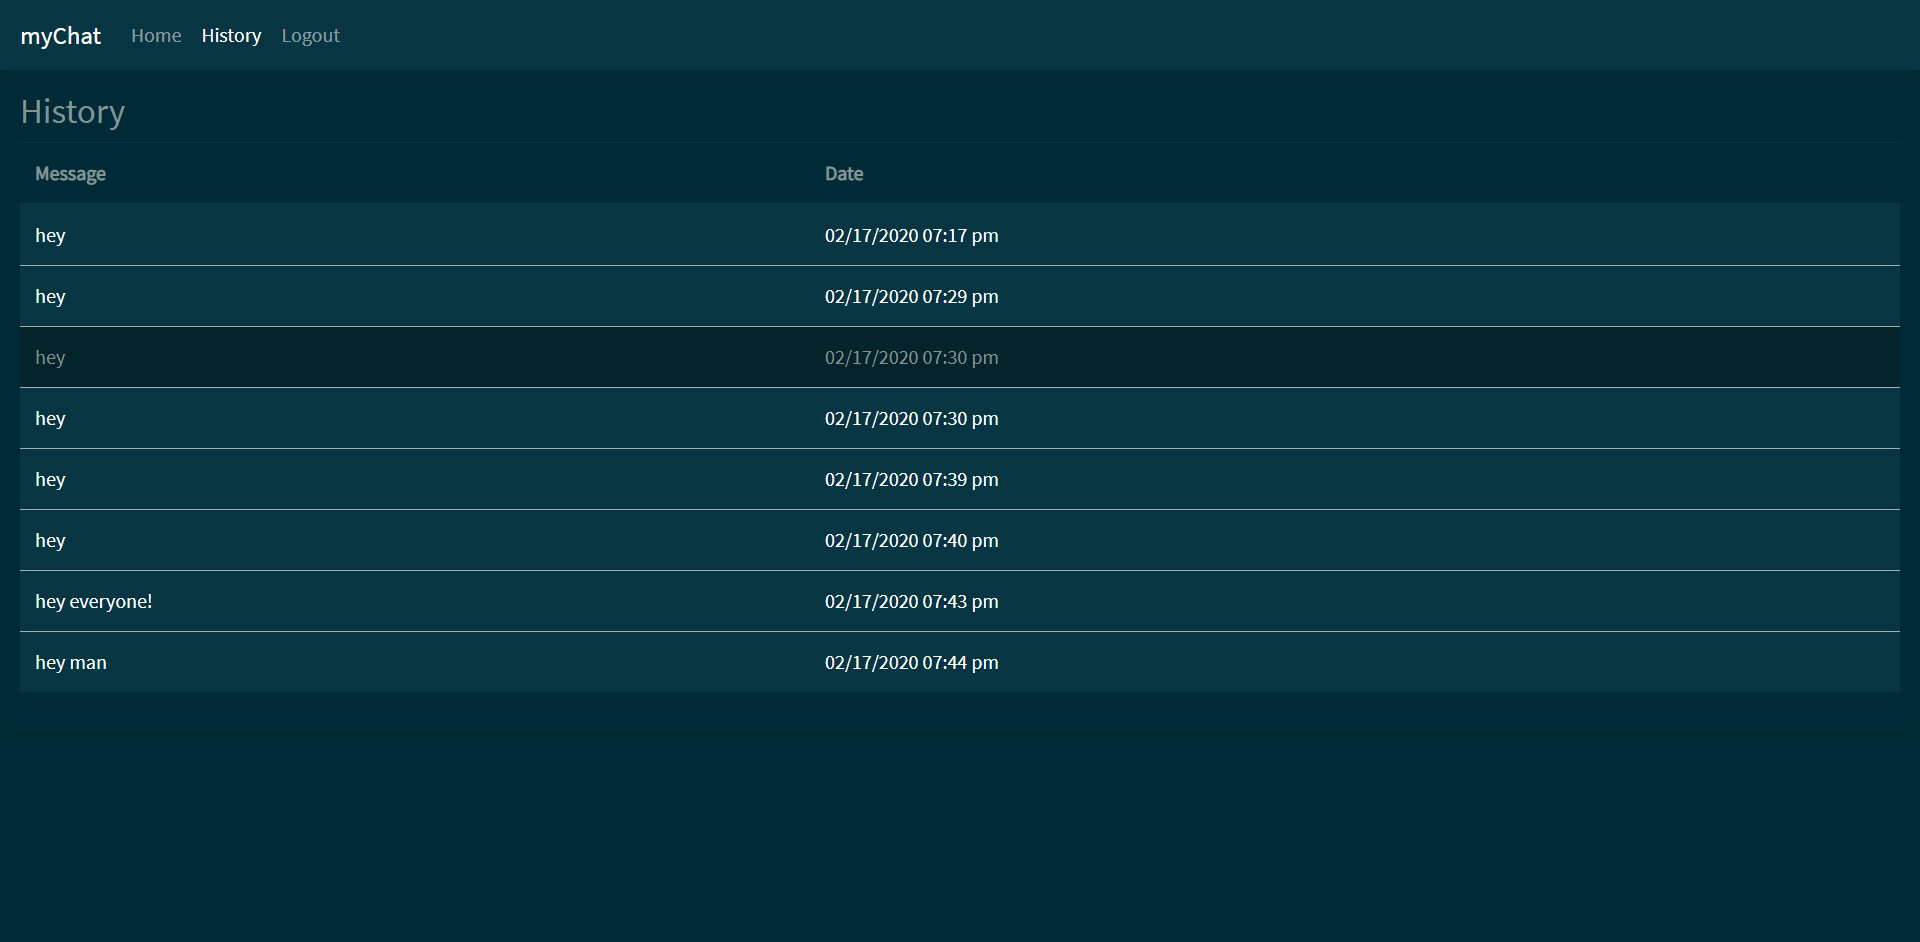 myChat Home History Logout
History
Message Date
hey 02/17/2020 07:17 pm
hey 02/17/2020 07:29 pm
hey 02/17/2020 07:30 pm
hey 02/17/2020 07:30 pm
hey 02/17/2020 07:39 pm
hey 02/17/2020 07:40 pm
hey everyone! 02/17/2020 07:43 pm
hey man 02/17/2020 07:44 pm